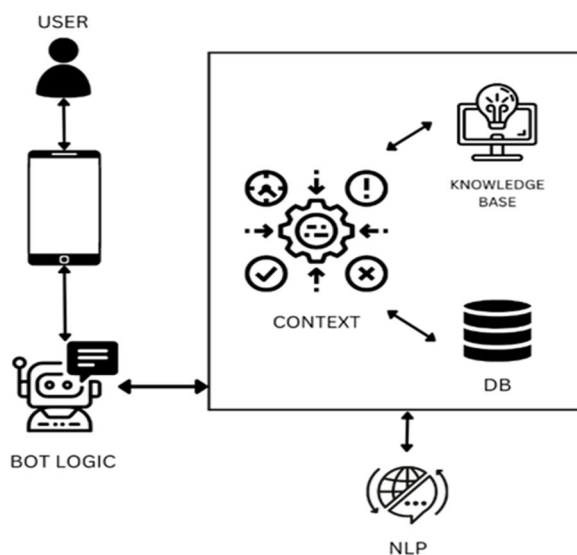 USER
KNOWLEDGE
BASE
CONTEXT
DB
BOT LOGIC
NLP